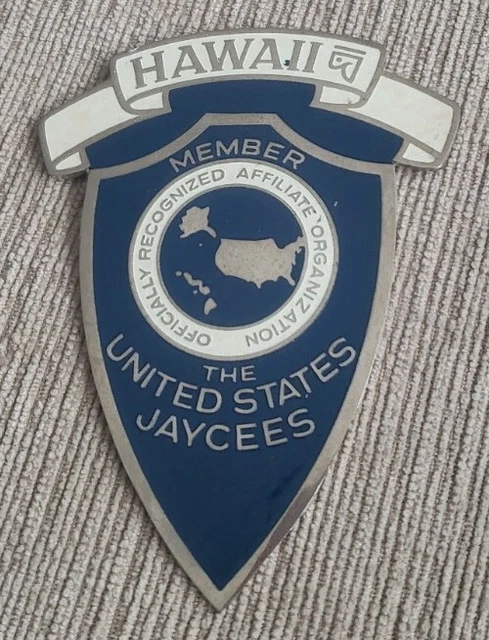 HAWAII
MEMBER
OFFICIALLY RECOGNIZED AFFILIATE ORGANIZATION
THE
UNITED STATES
JAYCEES